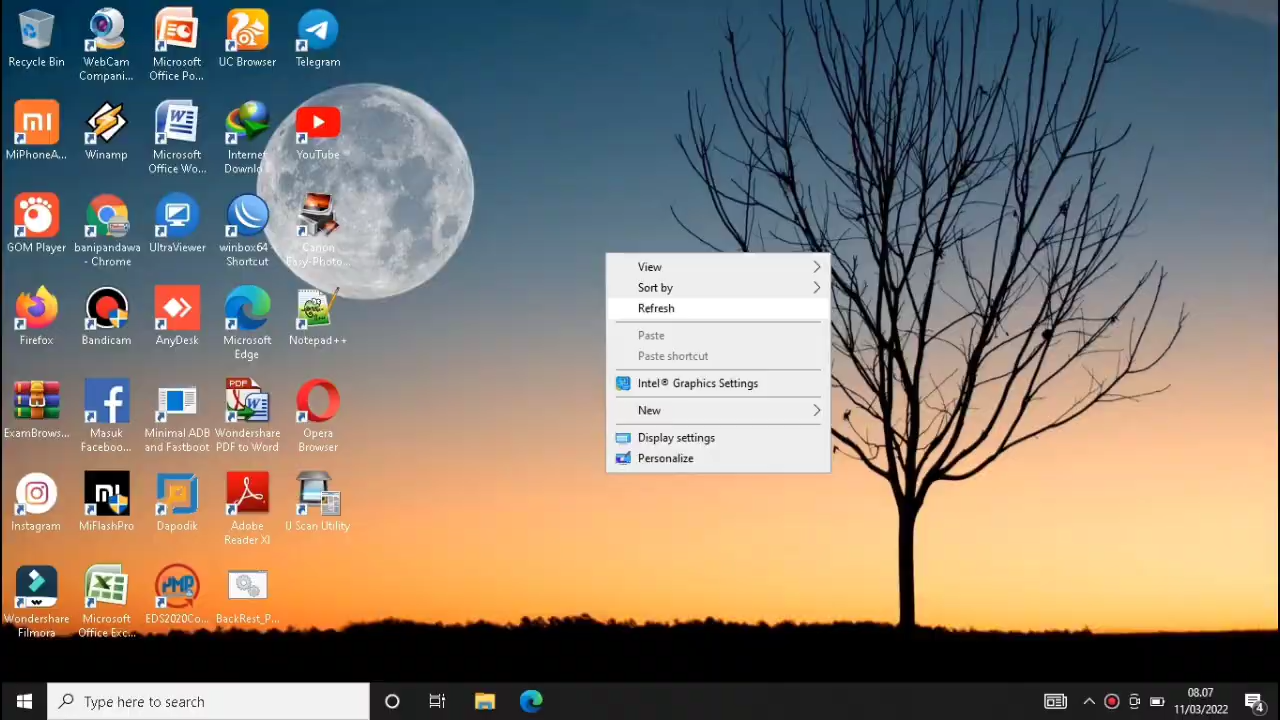 Recycle Bin
WebCam
Compani...
Microsoft
Office Po...
UC Browser
Telegram
MiPhoneA...
Winamp
Microsoft
Office Wo...
Internet
Downlo...
YouTube
GOM Player
banipandawa
- Chrome
UltraViewer
winbox64 -
Shortcut
Canon
Easy-Photo...
Firefox
Bandicam
AnyDesk
Microsoft
Edge
Notepad++
ExamBrows...
Masuk
Faceboo...
Minimal ADB
and Fastboot
PDF
Wondershare
PDF to Word
Opera
Browser
Instagram
MiFlashPro
Dapodik
Adobe
Reader XI
IJ Scan Utility
Wondershare
Filmora
Microsoft
Office Exc...
PMP
EDS2020Co...
BackRest_P...
View
Sort by
Refresh
Paste
Paste shortcut
Intel® Graphics Settings
New
Display settings
Personalize
Type here to search
08.07
11/03/2022
4